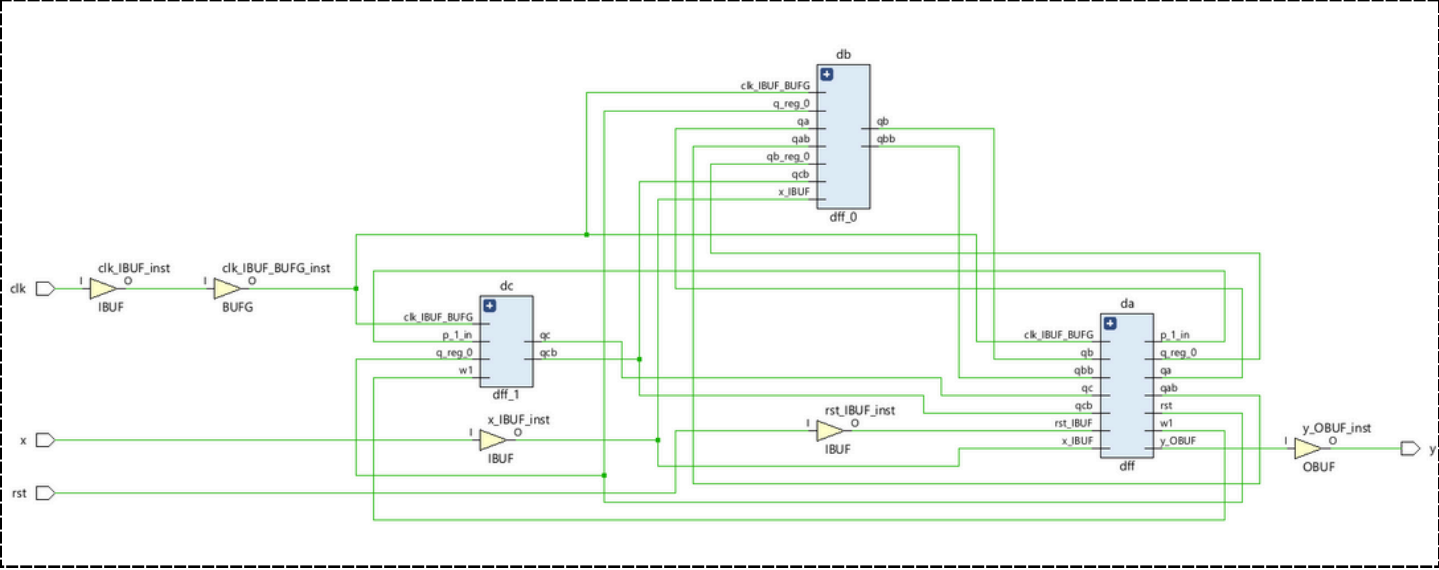 db
clk_IBUF_BUFG
q_reg_0
qa
qab
qb_reg_0
qcb
x_IBUF
qb
qbb
dff_0
clk
clk_IBUF_inst
I
O
IBUF
clk_IBUF_BUFG_inst
I
O
BUFG
dc
clk_IBUF_BUFG
p_1_in
q_reg_0
w1
qc
qcb
dff_1
da
clk_IBUF_BUFG
qb
qbb
qc
qcb
rst_IBUF
x_IBUF
p_1_in
q_reg_0
qa
qab
rst
w1
y_OBUF
dff
x
x_IBUF_inst
I
O
IBUF
rst_IBUF_inst
I
O
IBUF
y_OBUF_inst
I
O
OBUF
y
rst